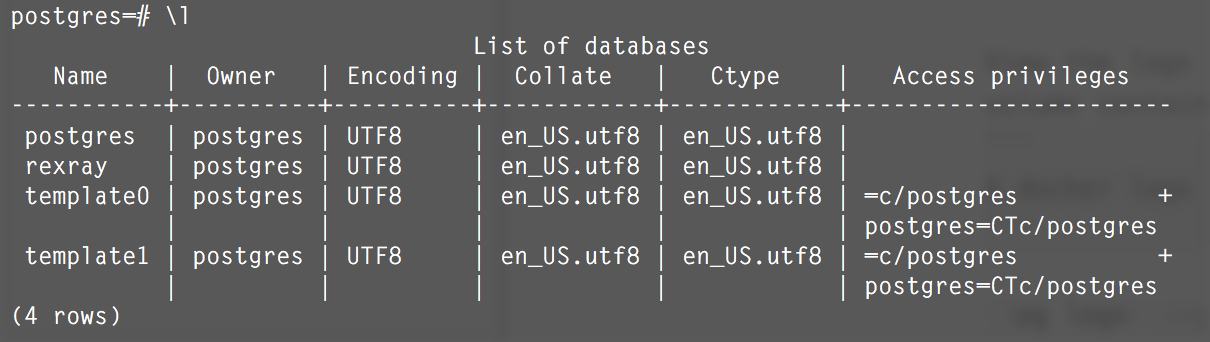 postgres=# \l
                                 List of databases
   Name    |  Owner   | Encoding |  Collate   |   Ctype    |   Access privileges
-----------+----------+----------+------------+------------+-----------------------
 postgres  | postgres | UTF8     | en_US.utf8 | en_US.utf8 |
 rexray    | postgres | UTF8     | en_US.utf8 | en_US.utf8 |
 template0 | postgres | UTF8     | en_US.utf8 | en_US.utf8 | =c/postgres          +
           |          |          |            |            | postgres=CTc/postgres
 template1 | postgres | UTF8     | en_US.utf8 | en_US.utf8 | =c/postgres          +
           |          |          |            |            | postgres=CTc/postgres
(4 rows)